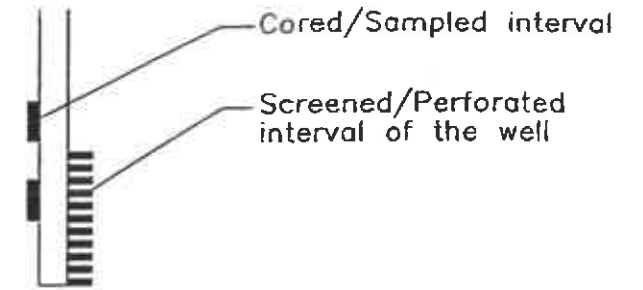 Cored/Sampled interval
Screened/Perforated
interval of the well